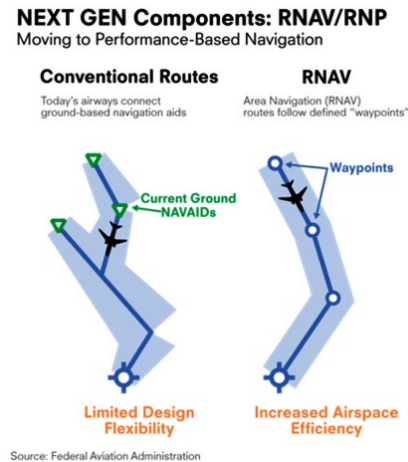 NEXT GEN Components: RNAV/RNP
Moving to Performance-Based Navigation
Conventional Routes
Today's airways connect
ground-based navigation aids
Current Ground
NAVAIDs
Limited Design
Flexibility
RNAV
Area Navigation (RNAV)
routes follow defined "waypoints"
Waypoints
Increased Airspace
Efficiency
Source: Federal Aviation Administration